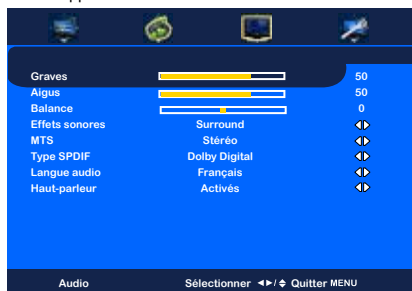 Graves 50
Aigus 50
Balance 0
Effets sonores Surround
MTS Stéréo
Type SPDIF Dolby Digital
Langue audio Français
Haut-parleur Activés
Audio Sélectionner ◄►/ Quitter MENU